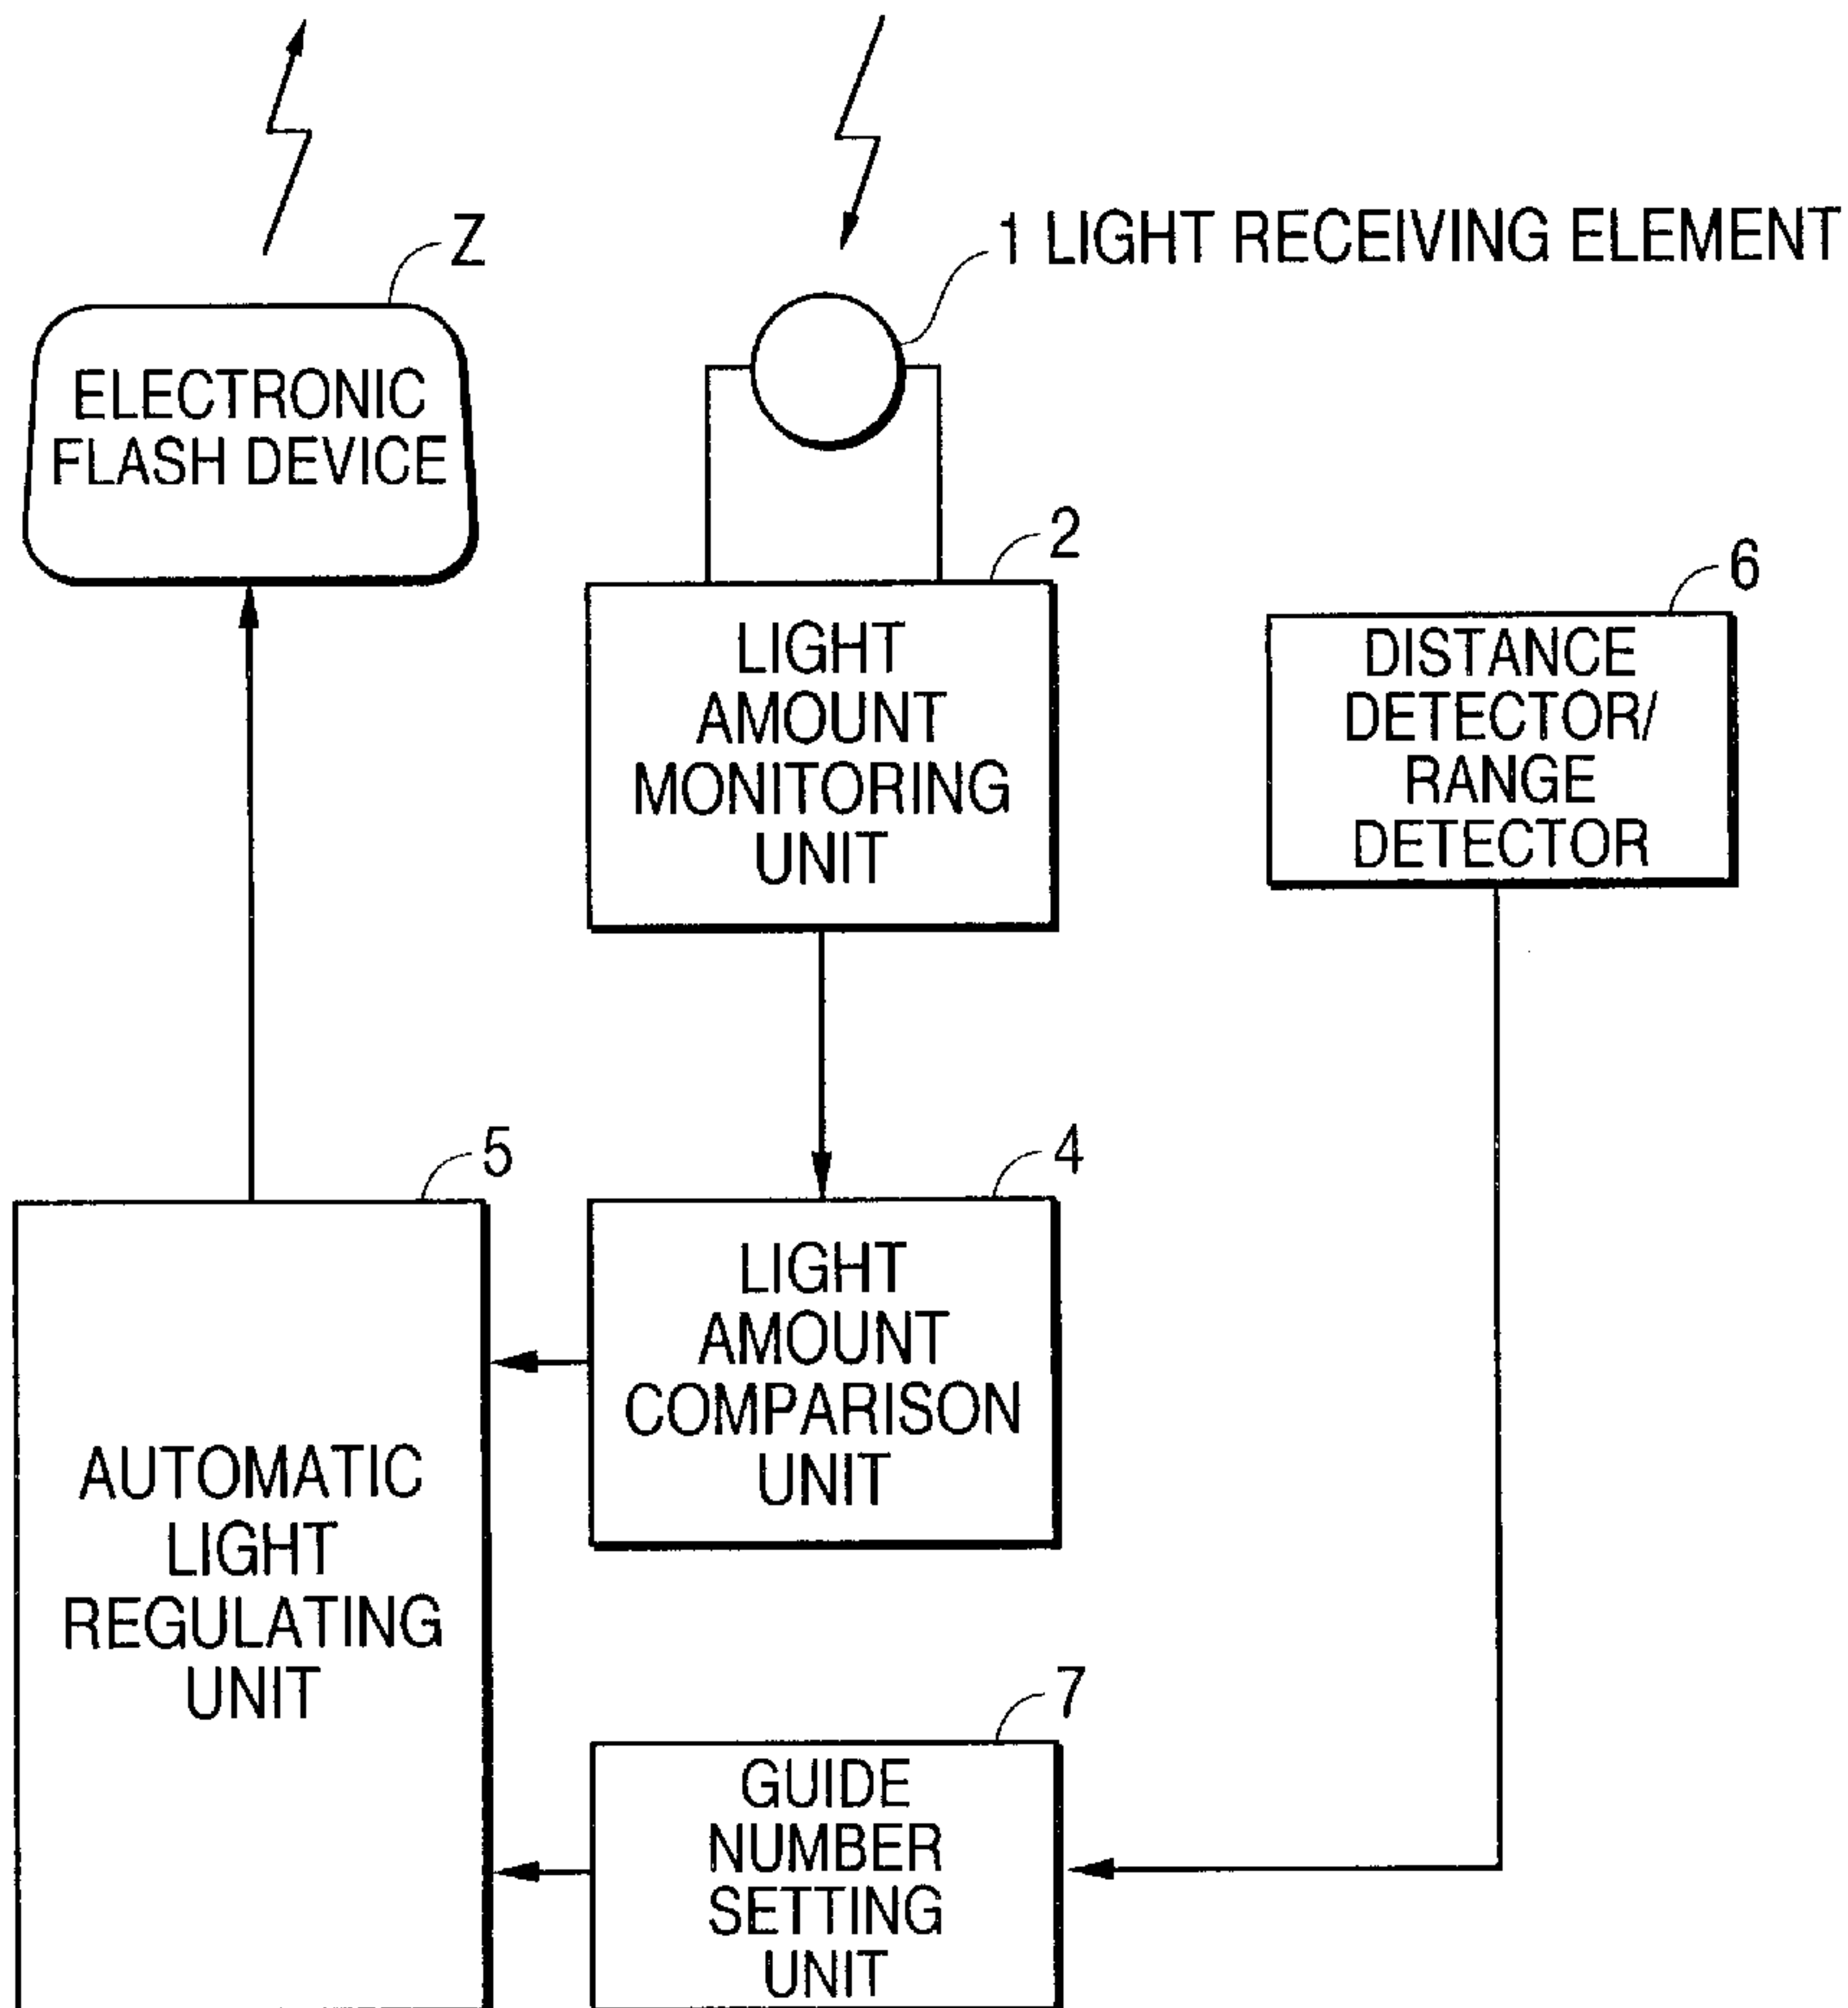 Z
1 LIGHT RECEIVING ELEMENT
ELECTRONIC
FLASH DEVICE
2
LIGHT
AMOUNT
MONITORING
UNIT
6
DISTANCE
DETECTOR/
RANGE
DETECTOR
5
AUTOMATIC
LIGHT
REGULATING
UNIT
4
LIGHT
AMOUNT
COMPARISON
UNIT
7
GUIDE
NUMBER
SETTING
UNIT